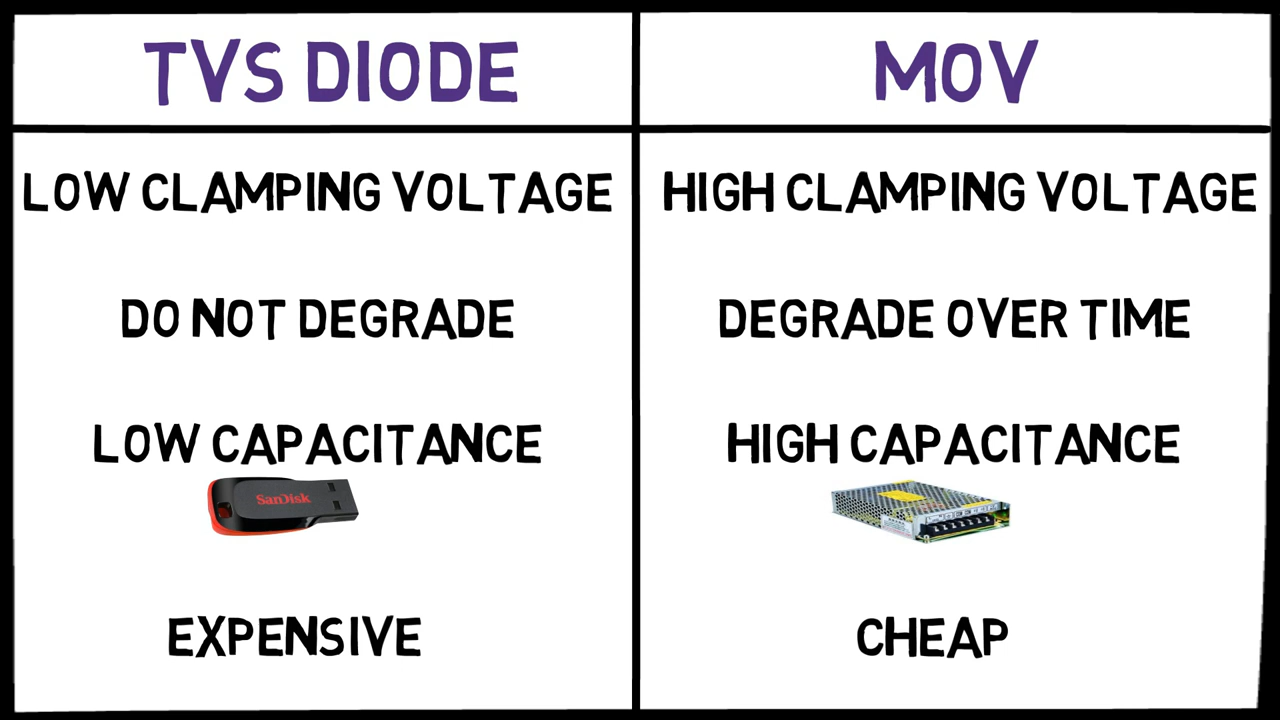 TVS DIODE
MOV
LOW CLAMPING VOLTAGE
HIGH CLAMPING VOLTAGE
DO NOT DEGRADE
DEGRADE OVER TIME
LOW CAPACITANCE
HIGH CAPACITANCE
SanDisk
EXPENSIVE
CHEAP